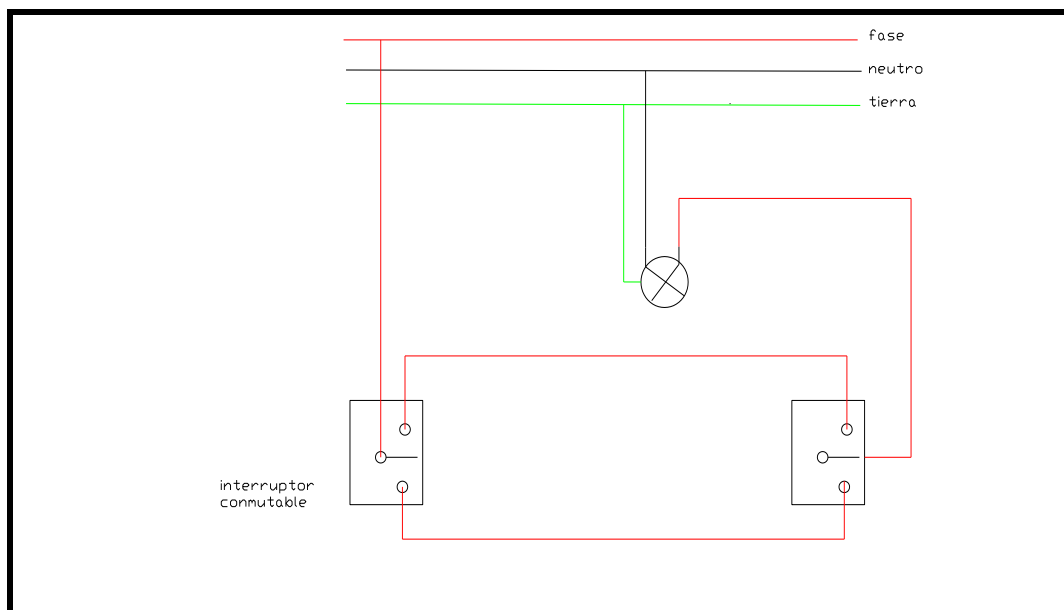 fase
neutro
tierra
interruptor
conmutable